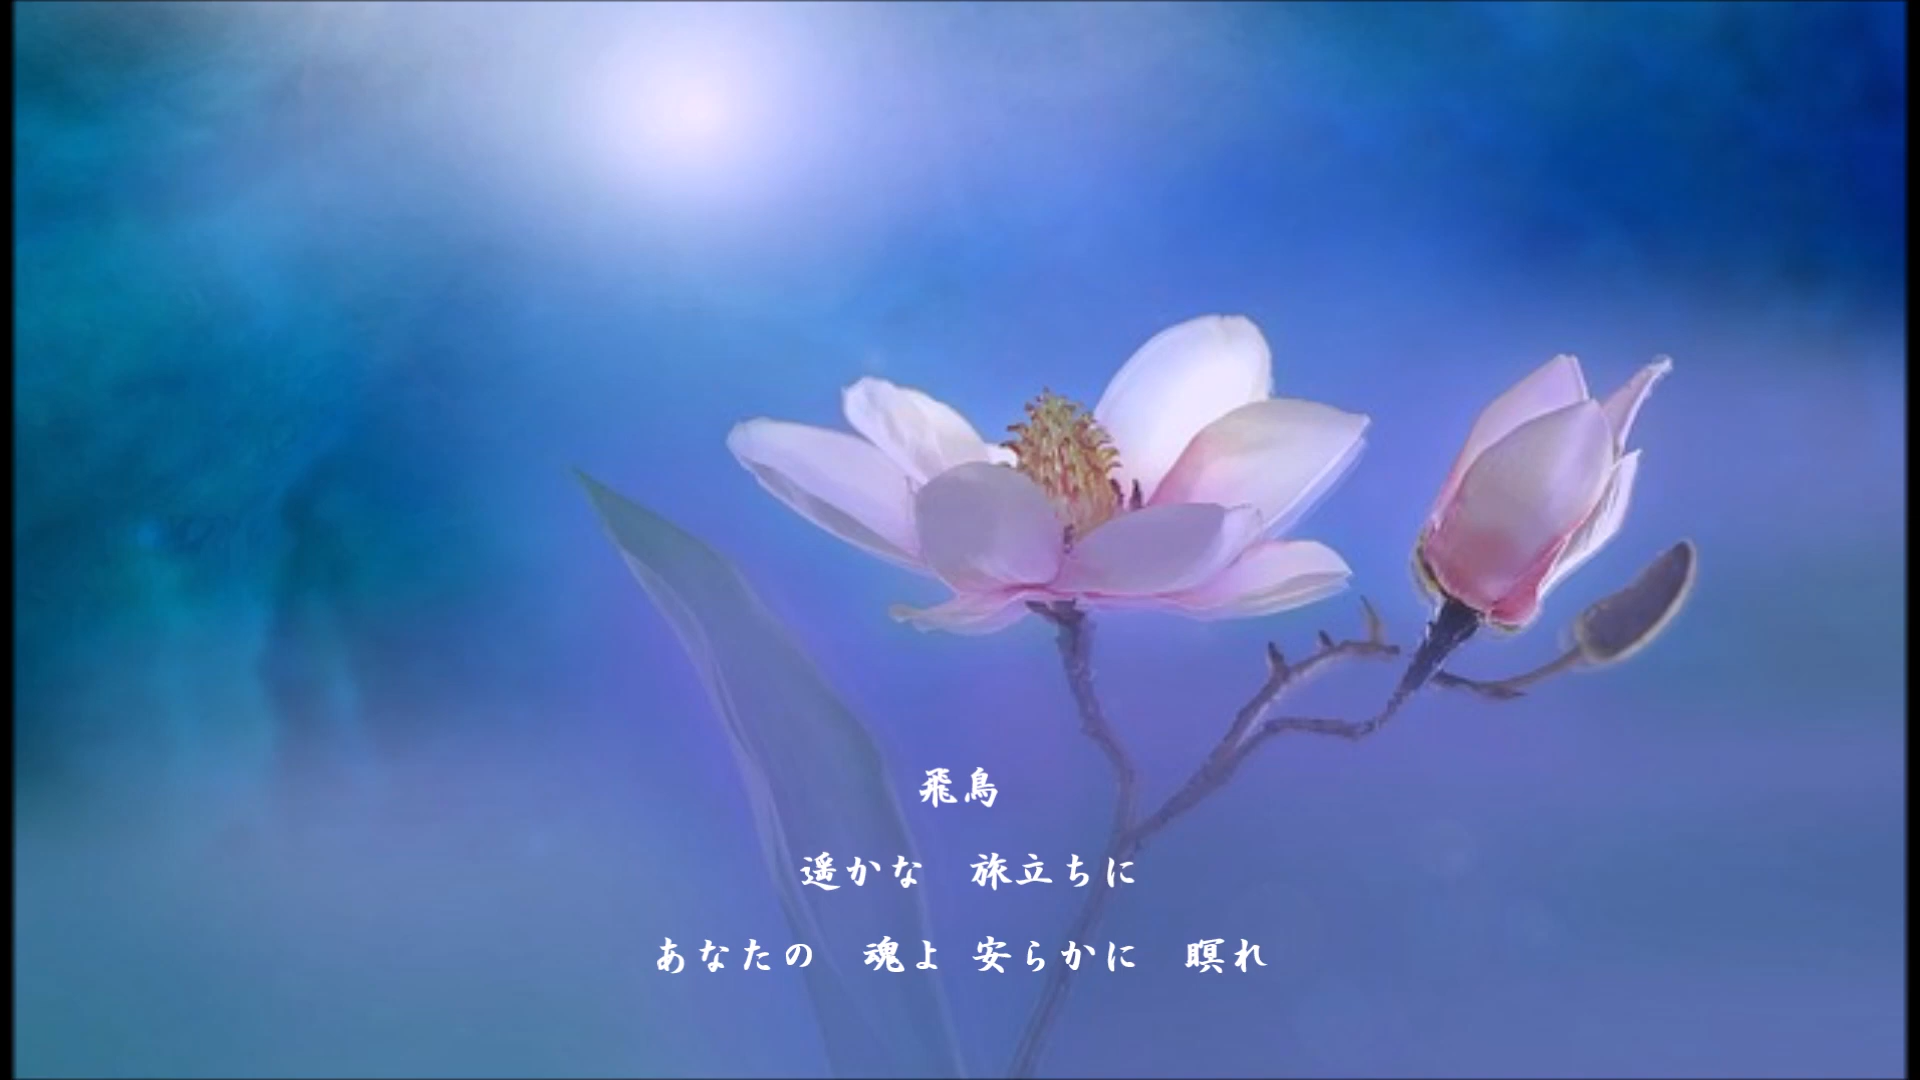 飛鳥
遥かな　旅立ちに
あなたの　魂よ 安らかに　瞑れ